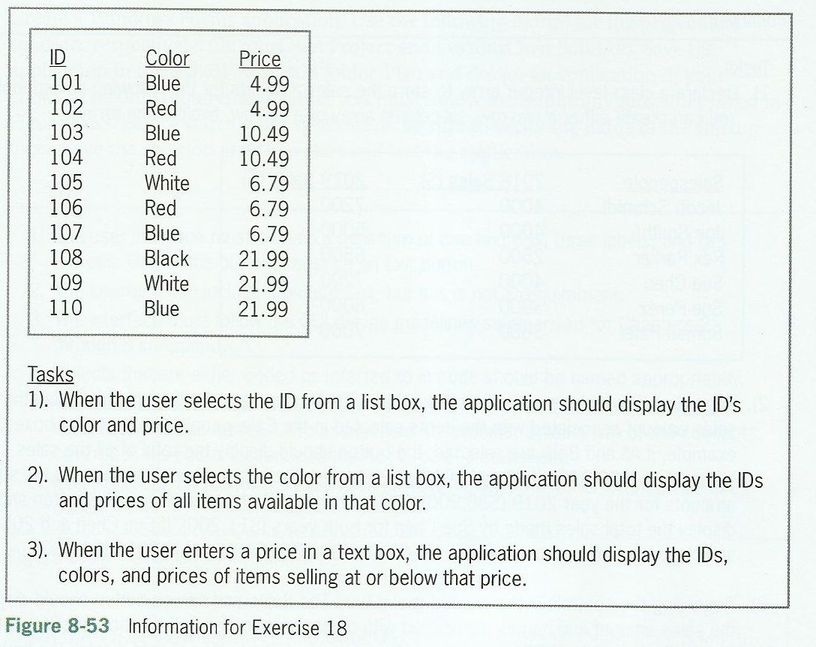 ID Color Price
101 Blue 4.99
102 Red 4.99
103 Blue 10.49
104 Red 10.49
105 White 6.79
106 Red 6.79
107 Blue 6.79
108 Black 21.99
109 White 21.99
110 Blue 21.99
Tasks
1). When the user selects the ID from a list box, the application should display the ID's
color and price.
2). When the user selects the color from a list box, the application should display the IDs
and prices of all items available in that color.
3). When the user enters a price in a text box, the application should display the IDs,
colors, and prices of items selling at or below that price.
Figure 8-53 Information for Exercise 18